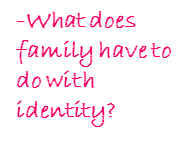 -What does
family have to
do with
identity?